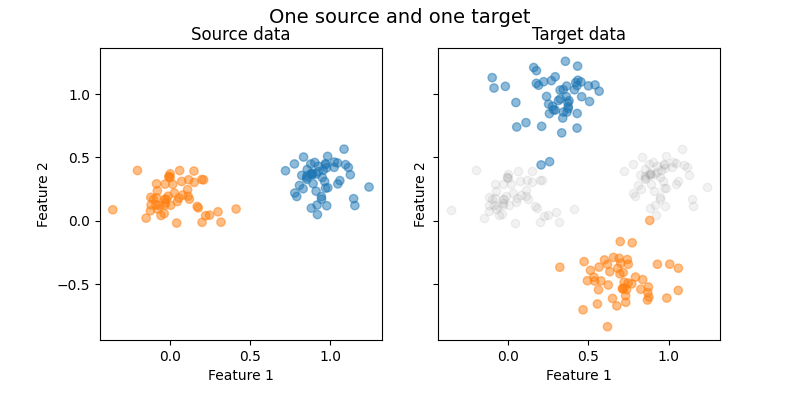 One source and one target
Source data
Target data
1.0
0.5
0.0
−0.5
Feature 2
Feature 2
0.0 0.5 1.0
0.0 0.5 1.0
Feature 1
Feature 1